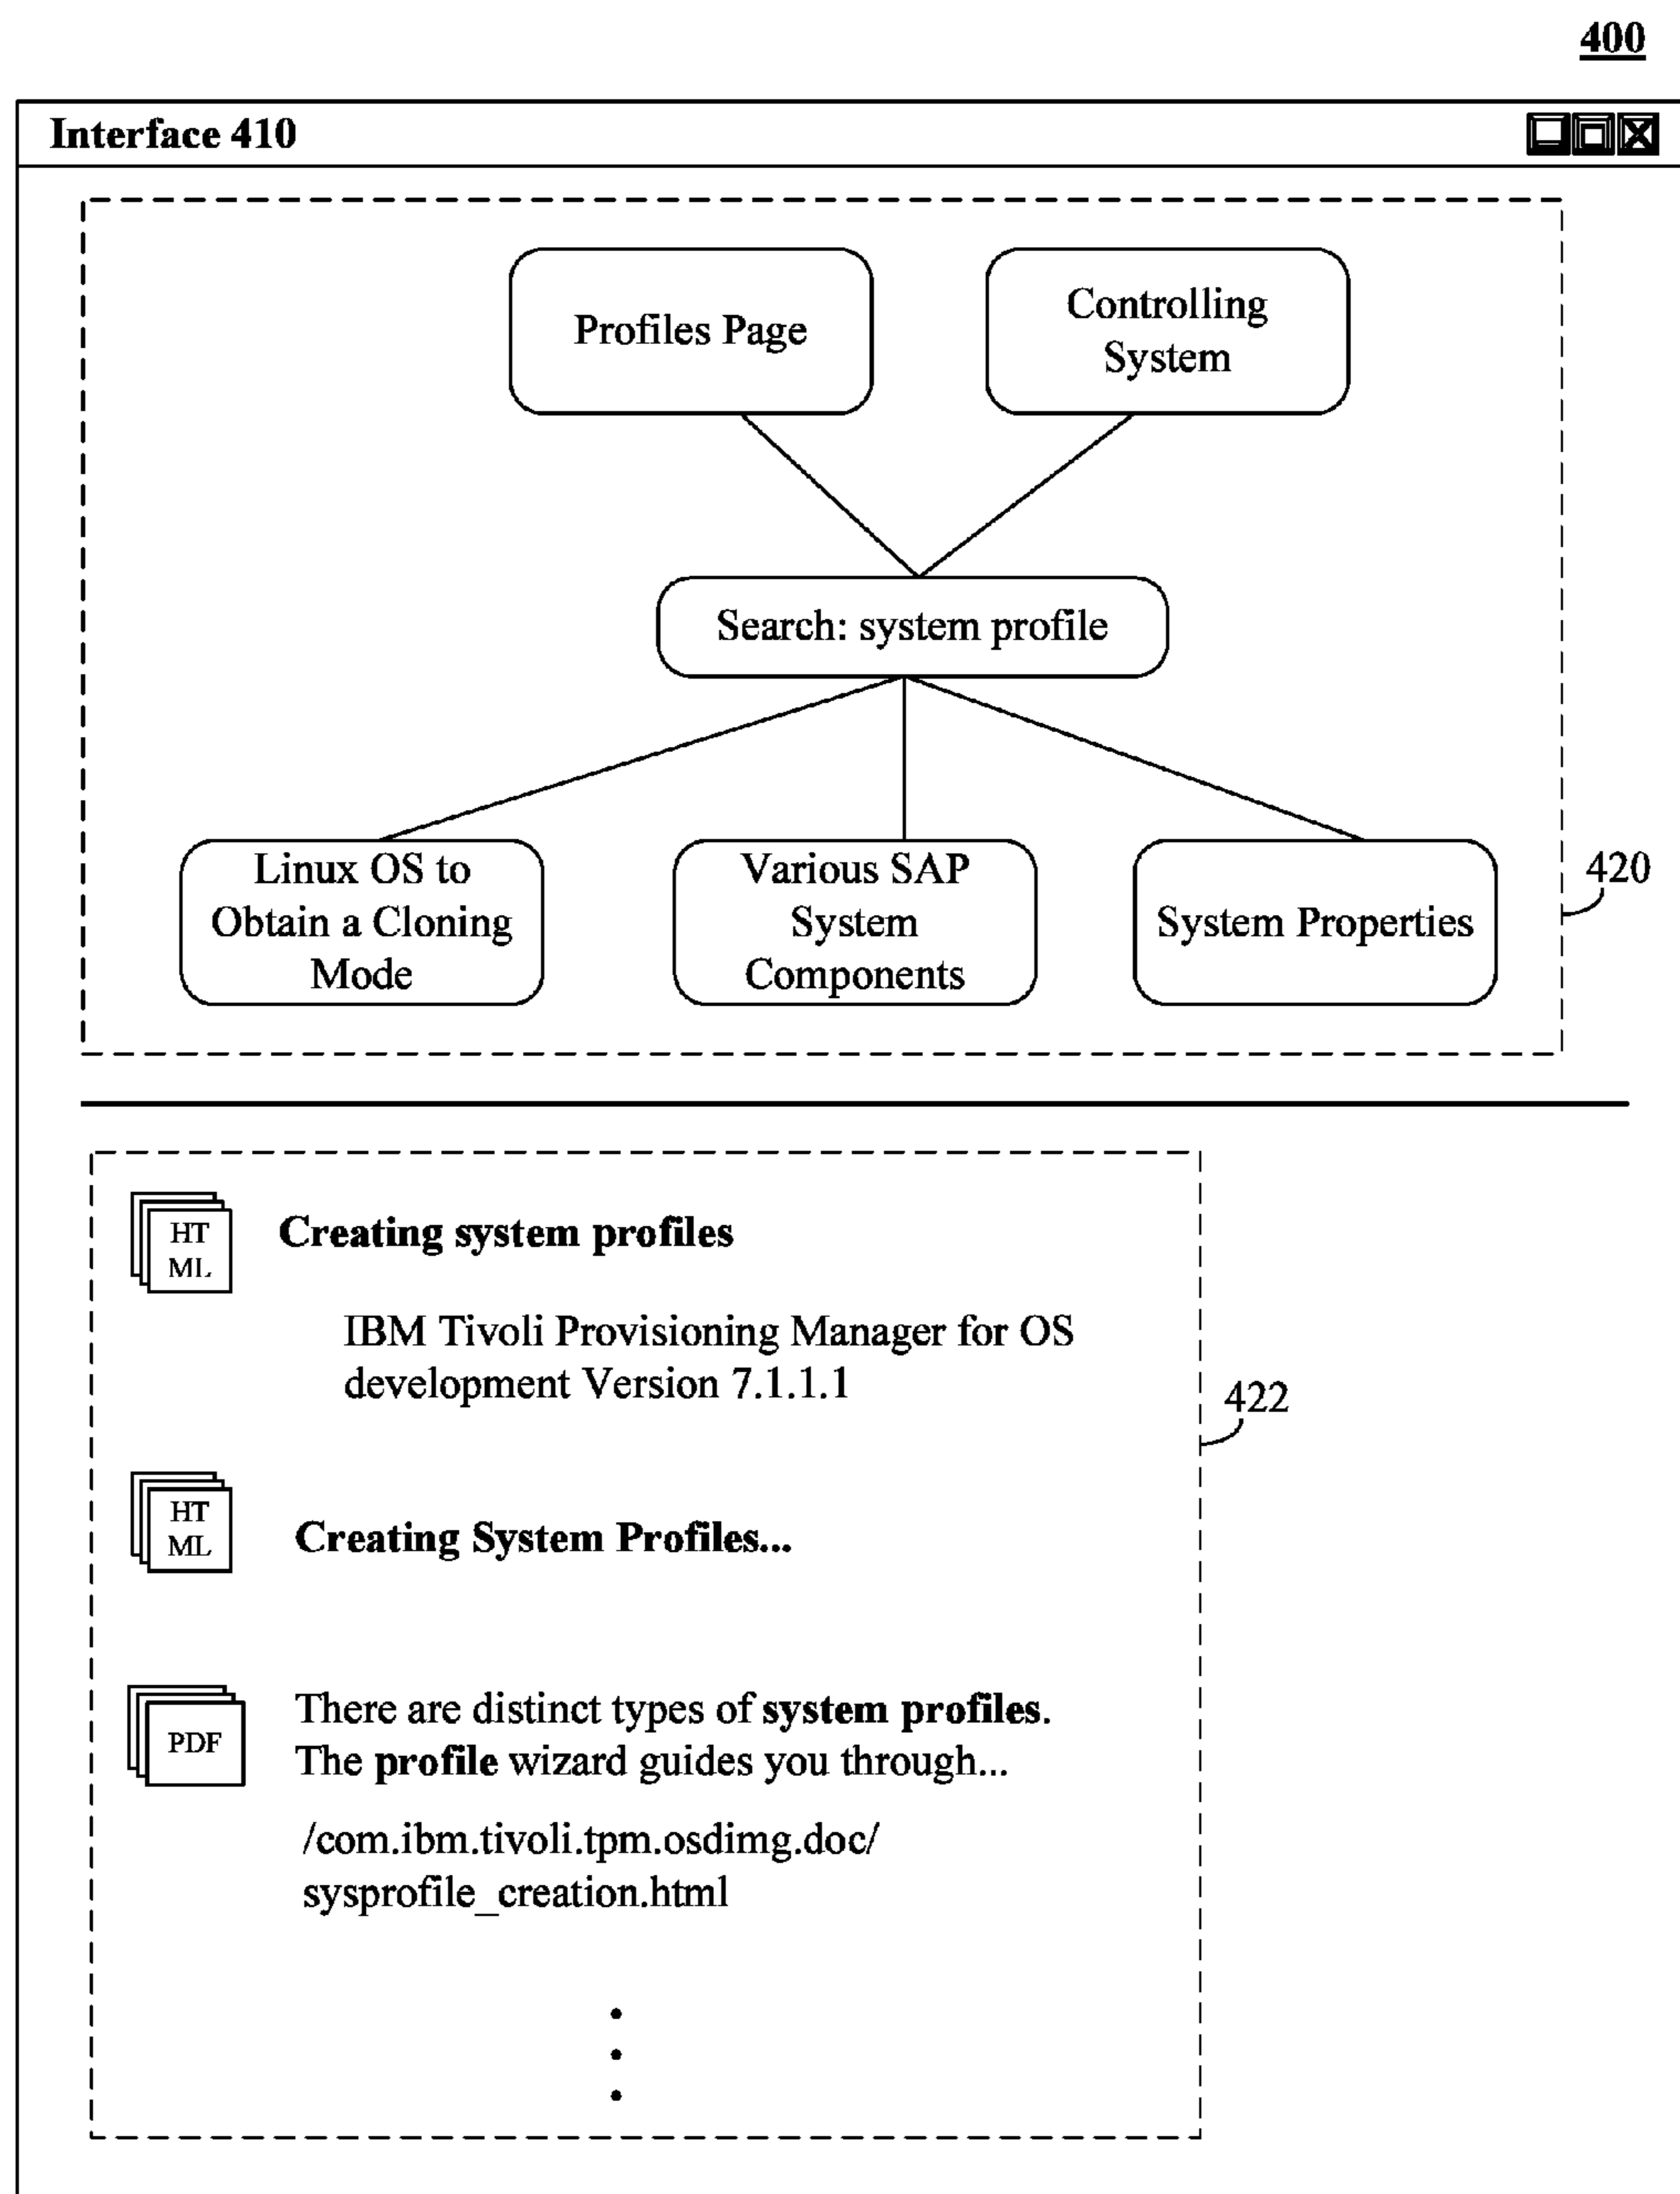 400
Interface 410
Profiles Page
Controlling
System
Search: system profile
Linux OS to
Obtain a Cloning
Mode
Various SAP
System
Components
System Properties
420
HT
ML
Creating system profiles
IBM Tivoli Provisioning Manager for OS
development Version 7.1.1.1
422
HT
ML
Creating System Profiles...
PDF
There are distinct types of system profiles.
The profile wizard guides you through...
/com.ibm.tivoli.tpm.osdimg.doc/
sysprofile_creation.html